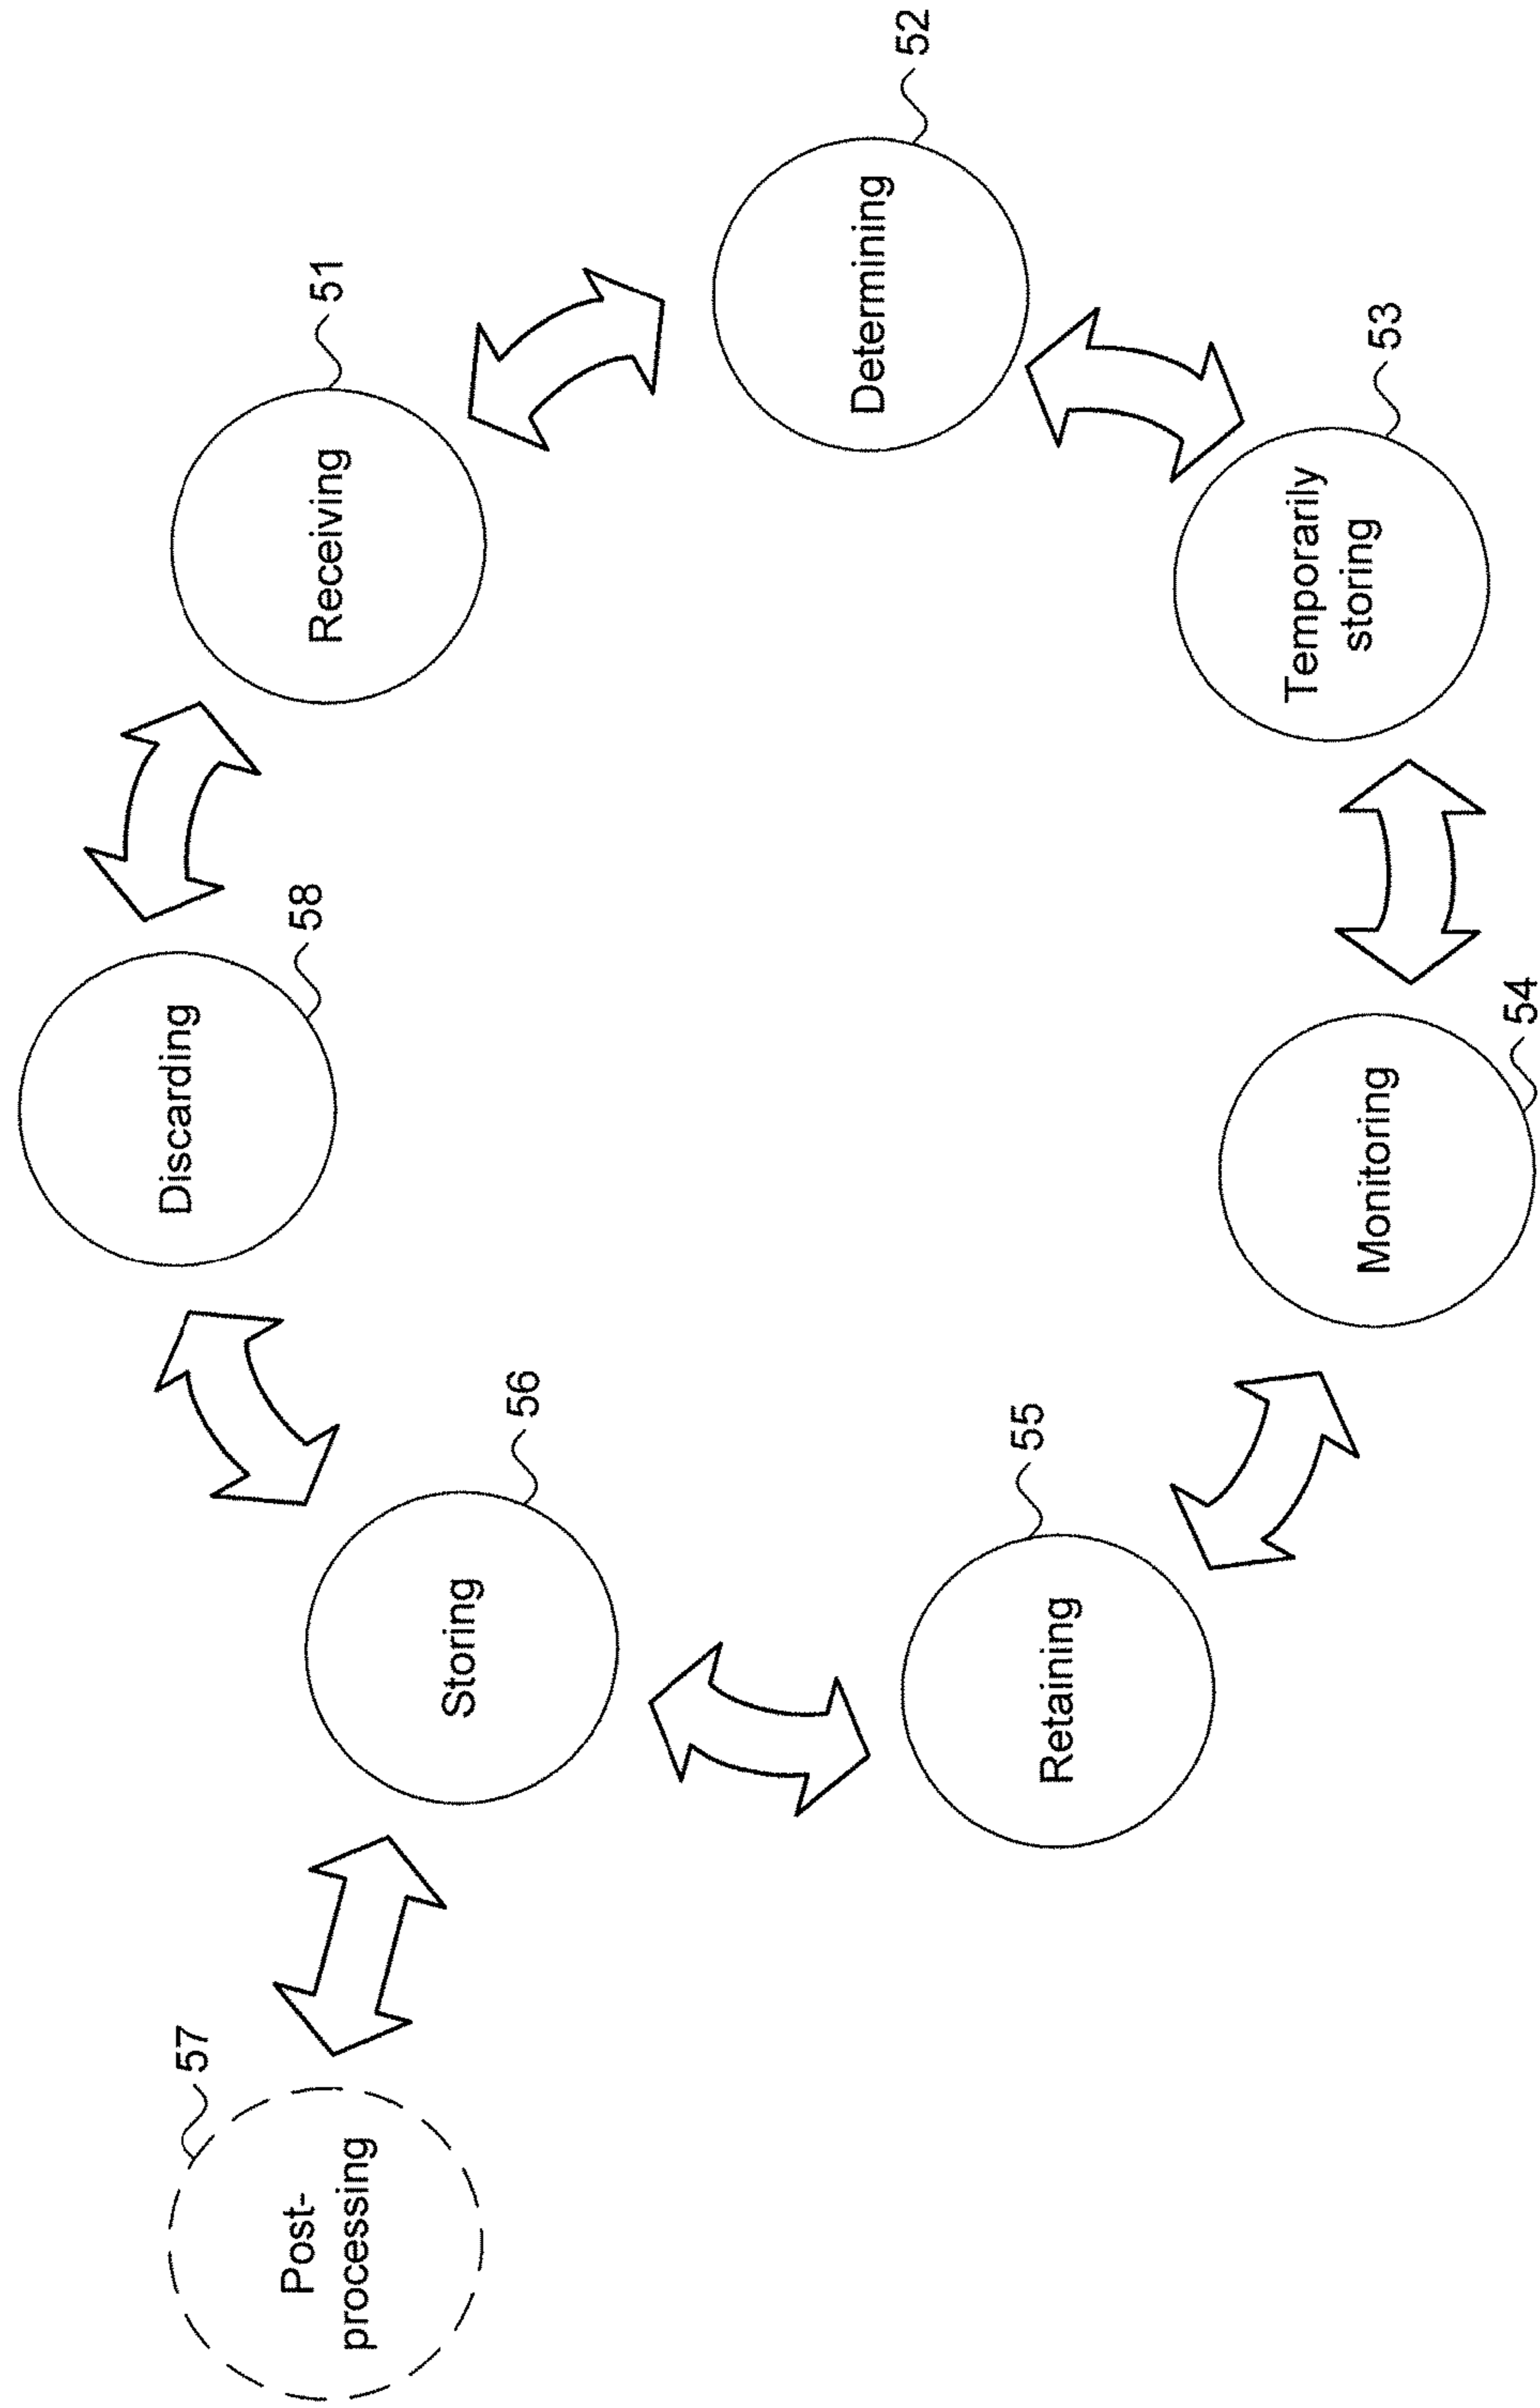 51
Receiving
52
Determining
53
Temporarily
storing
54
Monitoring
55
Retaining
56
Storing
57
Post-
processing
58
Discarding